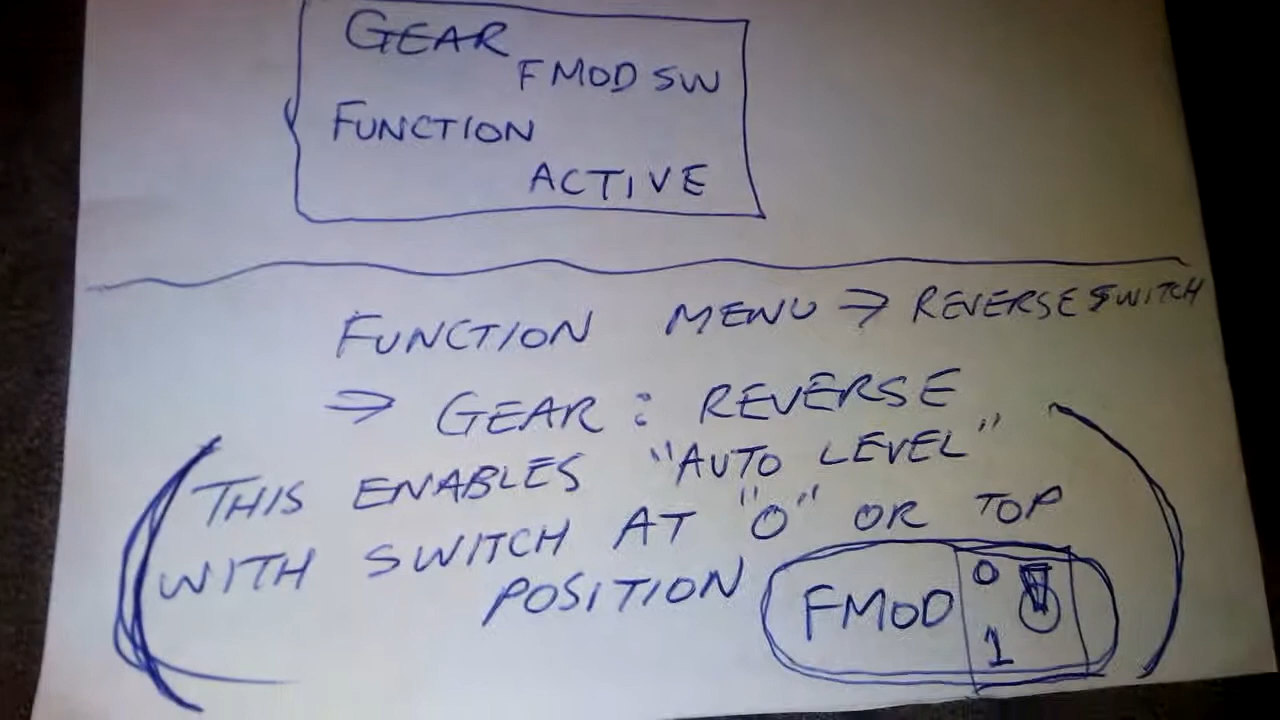 GEAR
FMOD SW
FUNCTION
ACTIVE
FUNCTION MENU ⇒ REVERSE SWITCH
⇒ GEAR : REVERSE
THIS ENABLES "AUTO LEVEL"
WITH SWITCH AT "0" OR TOP
POSITION
FMOD 0
1